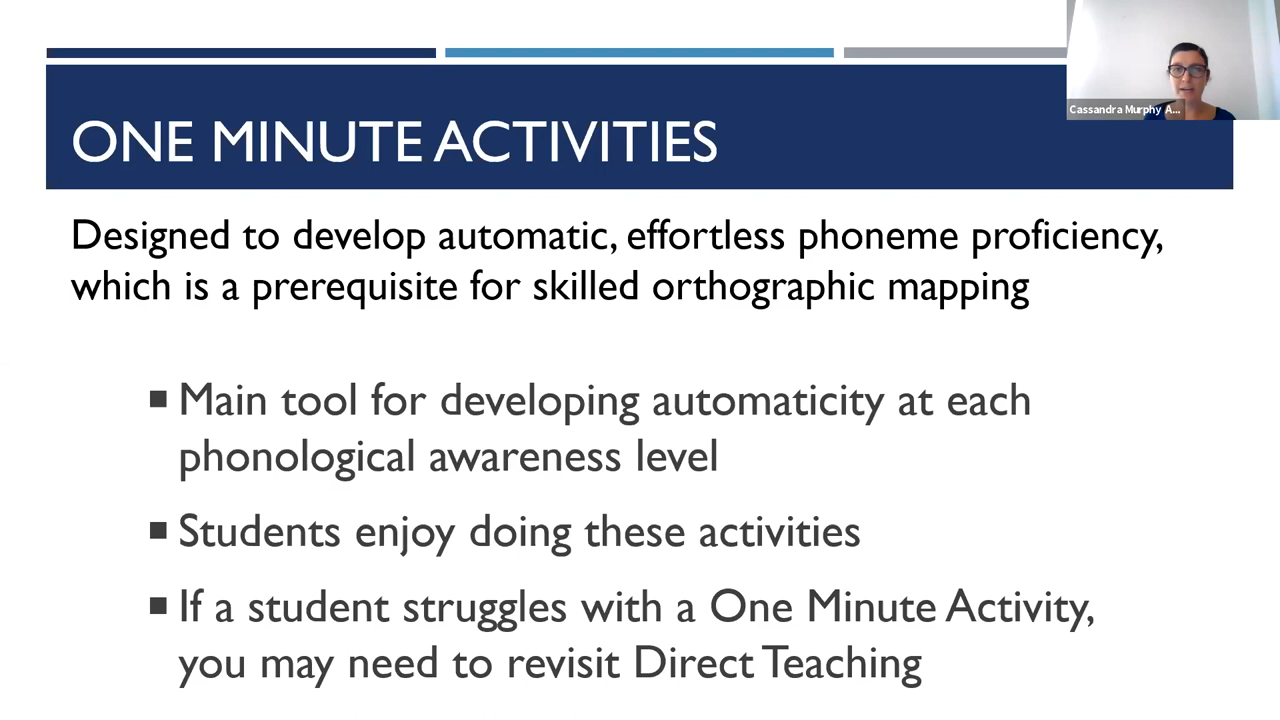 Cassandra Murphy A...
ONE MINUTE ACTIVITIES
Designed to develop automatic, effortless phoneme proficiency,
which is a prerequisite for skilled orthographic mapping
▪ Main tool for developing automaticity at each
phonological awareness level
▪ Students enjoy doing these activities
▪ If a student struggles with a One Minute Activity,
you may need to revisit Direct Teaching